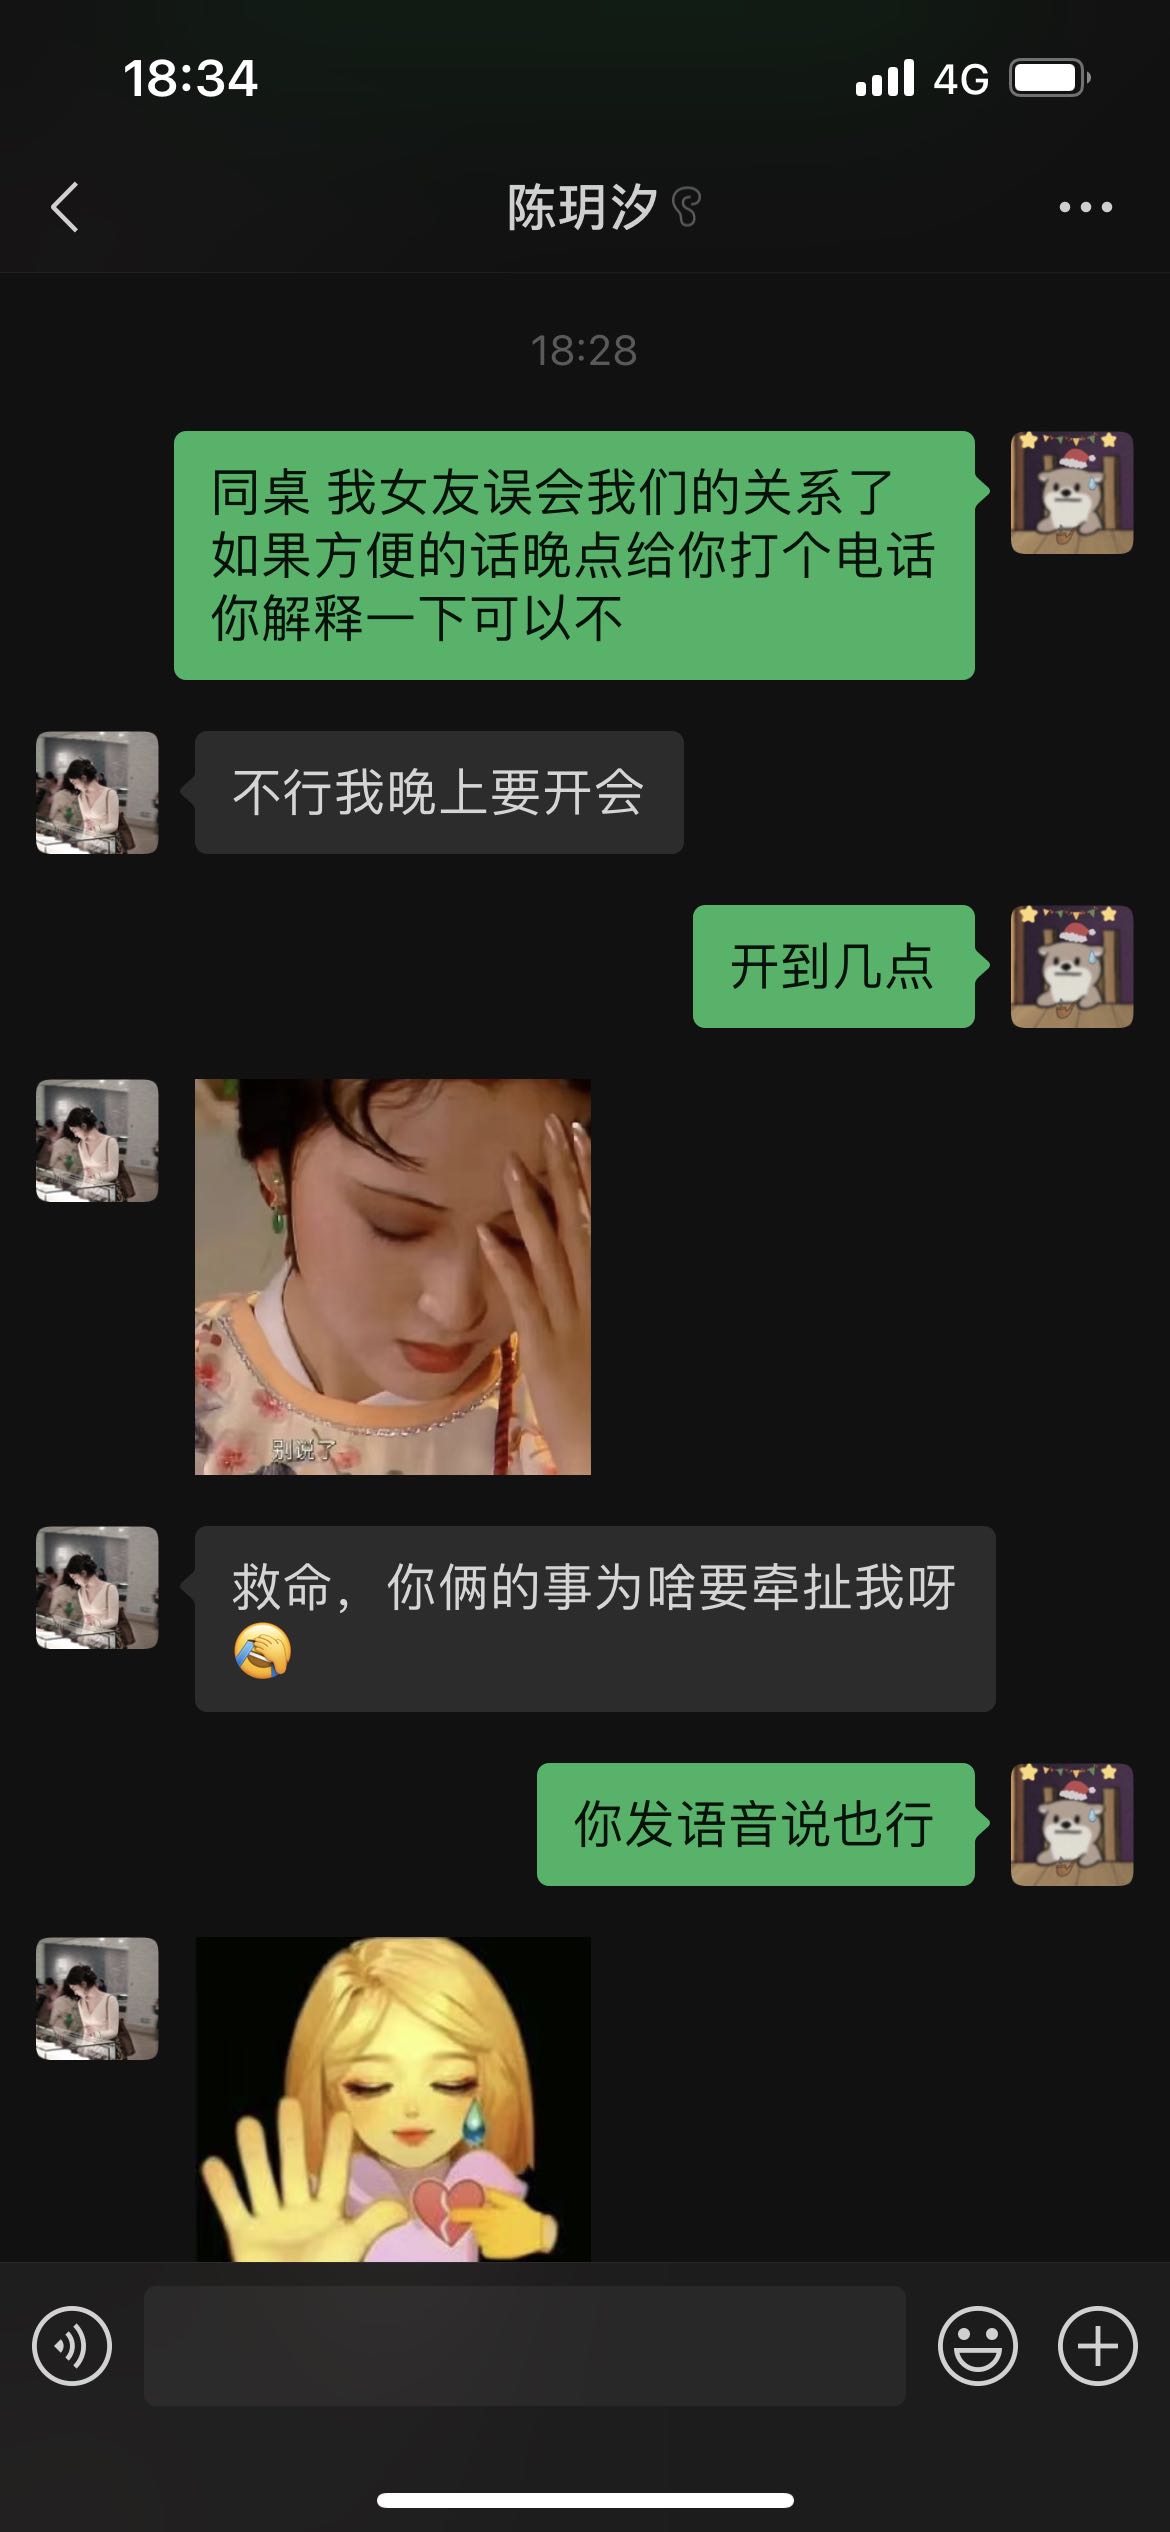 18:34
4G
陈玥汐
18:28
同桌 我女友误会我们的关系了
如果方便的话晚点给你打个电话
你解释一下可以不
不行我晚上要开会
开到几点
别说了
救命，你俩的事为啥要牵扯我呀
🤦
你发语音说也行